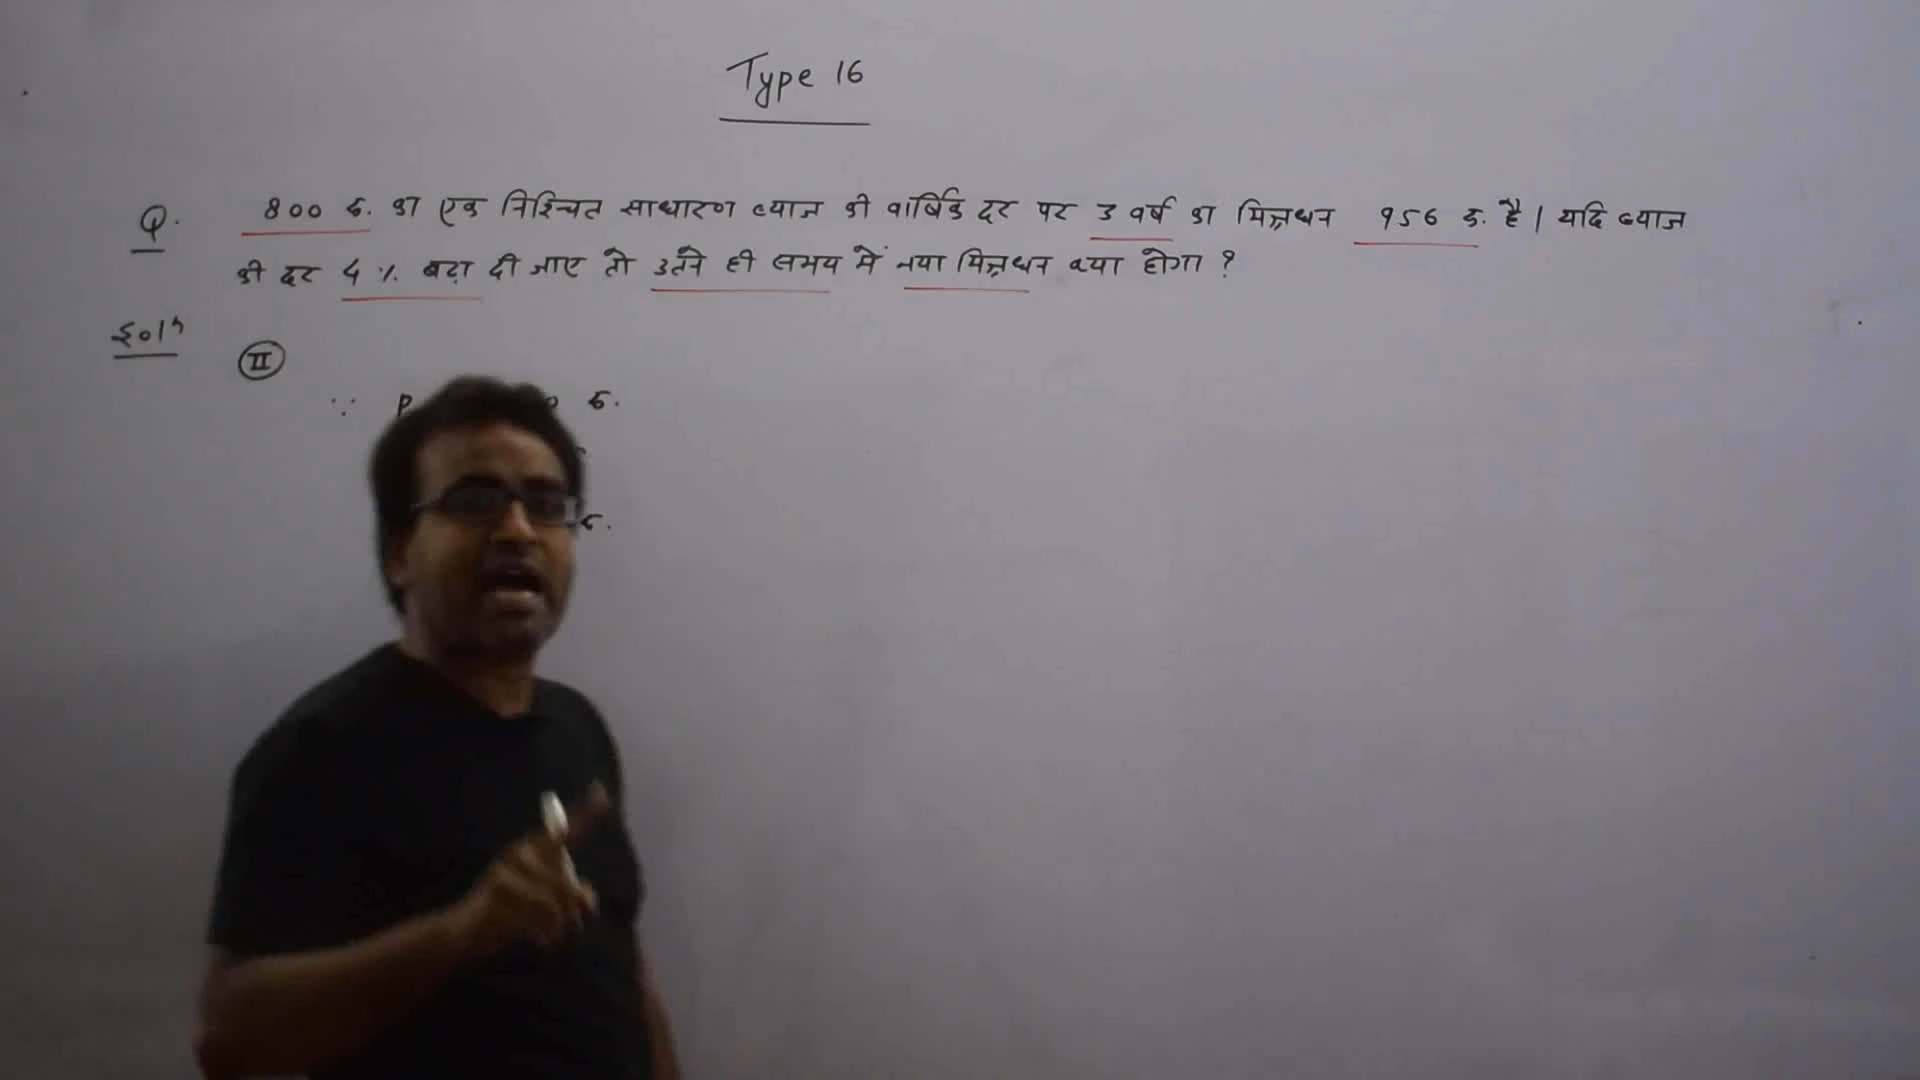 Type 16
Q. 800 रु. का एक निश्चित साधारण ब्याज की वार्षिक दर पर 3 वर्ष का मिश्रधन 956 रु. है। यदि ब्याज
की दर 4 % बढ़ा दी जाए तो उतने ही समय में नया मिश्रधन क्या होगा ?
Solⁿ
II
∵ P रु.
रु.